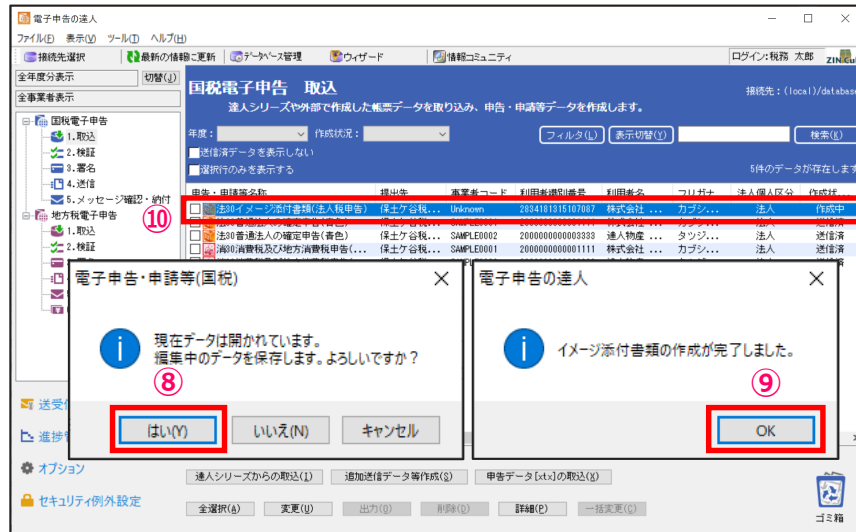 電子申告の達人
ファイル(F) 表示(V) ツール(T) ヘルプ(H)
接続先選択 最新の情報に更新 データベース管理 ウィザード 情報コミュニティ ログイン:税務 太郎
全年度分表示 切替(J)
全事業者表示
国税電子申告
1.取込
2.検証
3.署名
4.送信
5.メッセージ確認・納付
地方税電子申告
1.取込
2.検証
国税電子申告 取込
達人シリーズや外部で作成した帳票データを取り込み、申告・申請等データを作成します。
接続先:(local)/database
年度: 作成状況: フィルタ(L) 表示切替(Y) 検索(K)
送信済データを表示しない
選択行のみを表示する 5件のデータが存在します
申告・申請等名称 提出先 事業者コード 利用者識別番号 利用者名 フリガナ 法人個人区分 作成状...
⑩
法30イメージ添付書類(法人税申告) 保土ケ谷税... Unknown 2834181315107087 株式会社 ... カブシ... 法人 作成中
法30普通法人の確定申告(青色) 保土ケ谷税... SAMPLE0002 2000000000003333 達人物産 ... タツジ... 法人 送信済
消30消費税及び地方消費税申告(... 保土ケ谷税... SAMPLE0001 2000000000001111 株式会社 ... カブシ... 法人 送信済
電子申告・申請等(国税)
現在データは開かれています。
編集中のデータを保存します。よろしいですか?
⑧
はい(Y) いいえ(N) キャンセル
電子申告の達人
イメージ添付書類の作成が完了しました。
⑨
OK
送受信
進捗
オプション
セキュリティ例外設定
達人シリーズからの取込(I) 追加送信データ等作成(S) 申告データ[xtx]の取込(X)
全選択(A) 変更(U) 出力(O) 削除(D) 詳細(P) 一括変更(C)
ゴミ箱